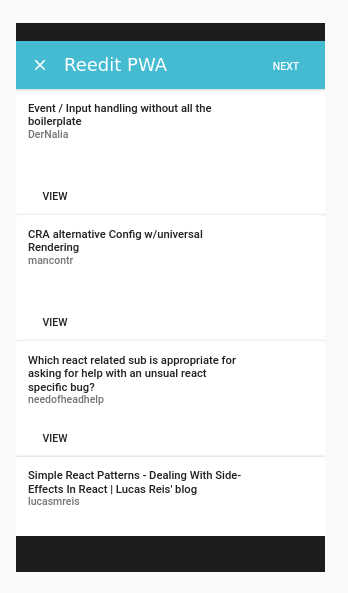 Reedit PWA
NEXT
Event / Input handling without all the
boilerplate
DerNalia
VIEW
CRA alternative Config w/universal
Rendering
mancontr
VIEW
Which react related sub is appropriate for
asking for help with an unsual react
specific bug?
needofheadhelp
VIEW
Simple React Patterns - Dealing With Side-
Effects In React | Lucas Reis' blog
lucasmreis